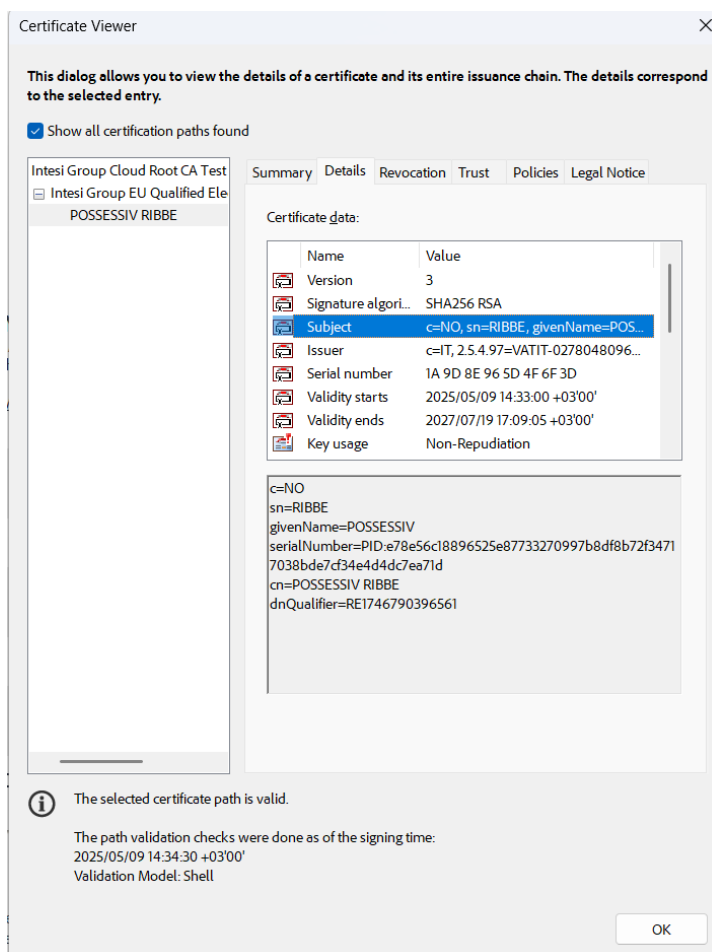 Certificate Viewer
This dialog allows you to view the details of a certificate and its entire issuance chain. The details correspond
to the selected entry.
Show all certification paths found
Intesi Group Cloud Root CA Test
Intesi Group EU Qualified Ele
POSSESSIV RIBBE
Summary Details Revocation Trust Policies Legal Notice
Certificate data:
Name Value
Version 3
Signature algori... SHA256 RSA
Subject c=NO, sn=RIBBE, givenName=POS...
Issuer c=IT, 2.5.4.97=VATIT-0278048096...
Serial number 1A 9D 8E 96 5D 4F 6F 3D
Validity starts 2025/05/09 14:33:00 +03'00'
Validity ends 2027/07/19 17:09:05 +03'00'
Key usage Non-Repudiation
c=NO
sn=RIBBE
givenName=POSSESSIV
serialNumber=PID:e78e56c18896525e87733270997b8df8b72f3471
7038bde7cf34e4d4dc7ea71d
cn=POSSESSIV RIBBE
dnQualifier=RE1746790396561
The selected certificate path is valid.
The path validation checks were done as of the signing time:
2025/05/09 14:34:30 +03'00'
Validation Model: Shell
OK